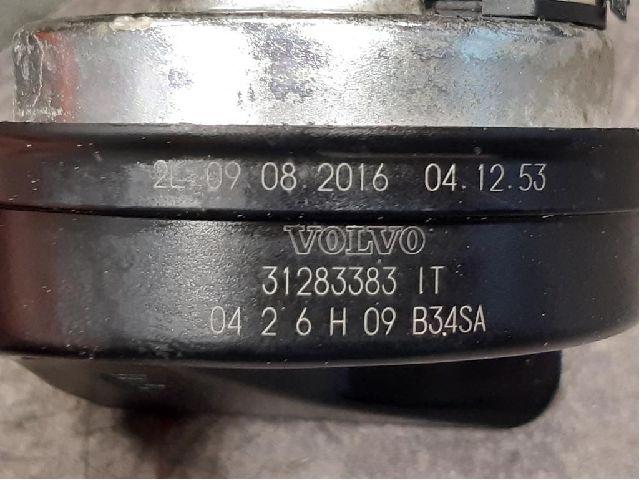 2L 09 08.2016 04.12.53
VOLVO
31283383 IT
04 2 6 H 09 B34SA